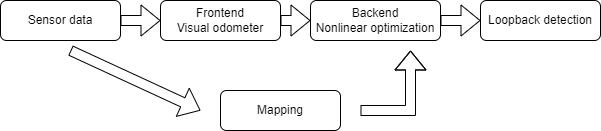 Sensor data
Frontend
Visual odometer
Backend
Nonlinear optimization
Loopback detection
Mapping